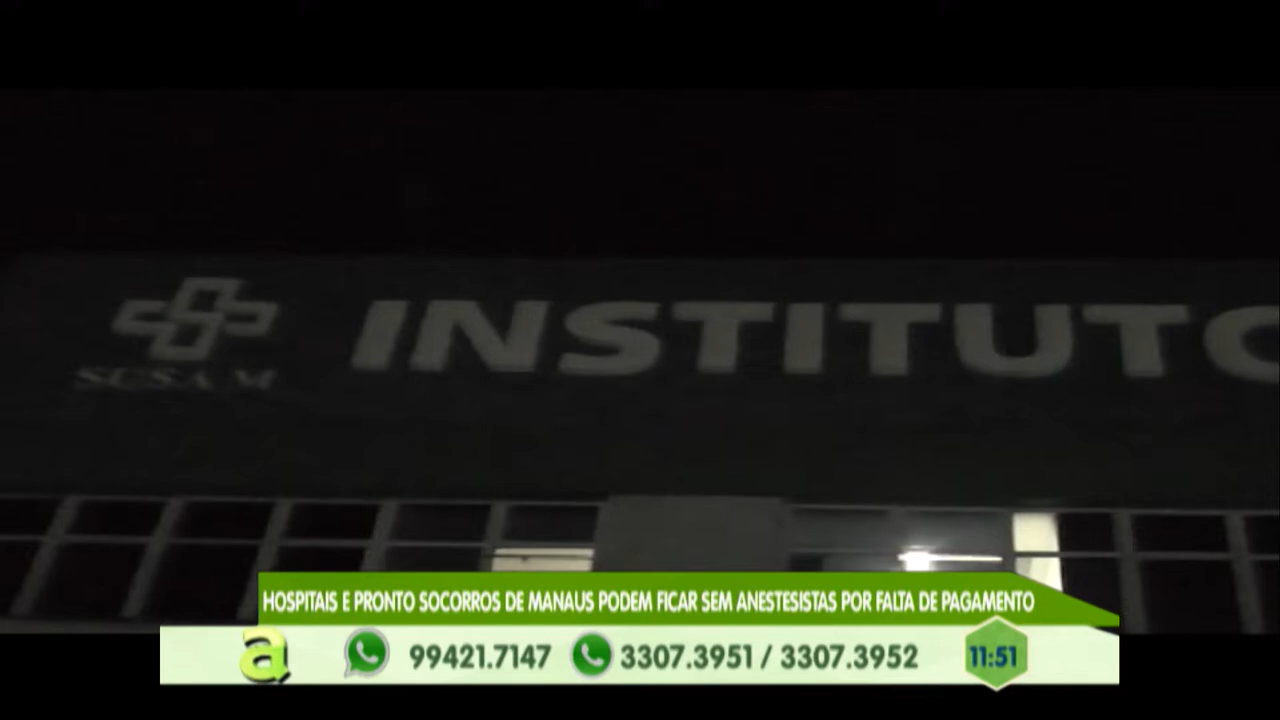 SUSAM
INSTITUTO
HOSPITAIS E PRONTO SOCORROS DE MANAUS PODEM FICAR SEM ANESTESISTAS POR FALTA DE PAGAMENTO
a 99421.7147 3307.3951 / 3307.3952 11:51